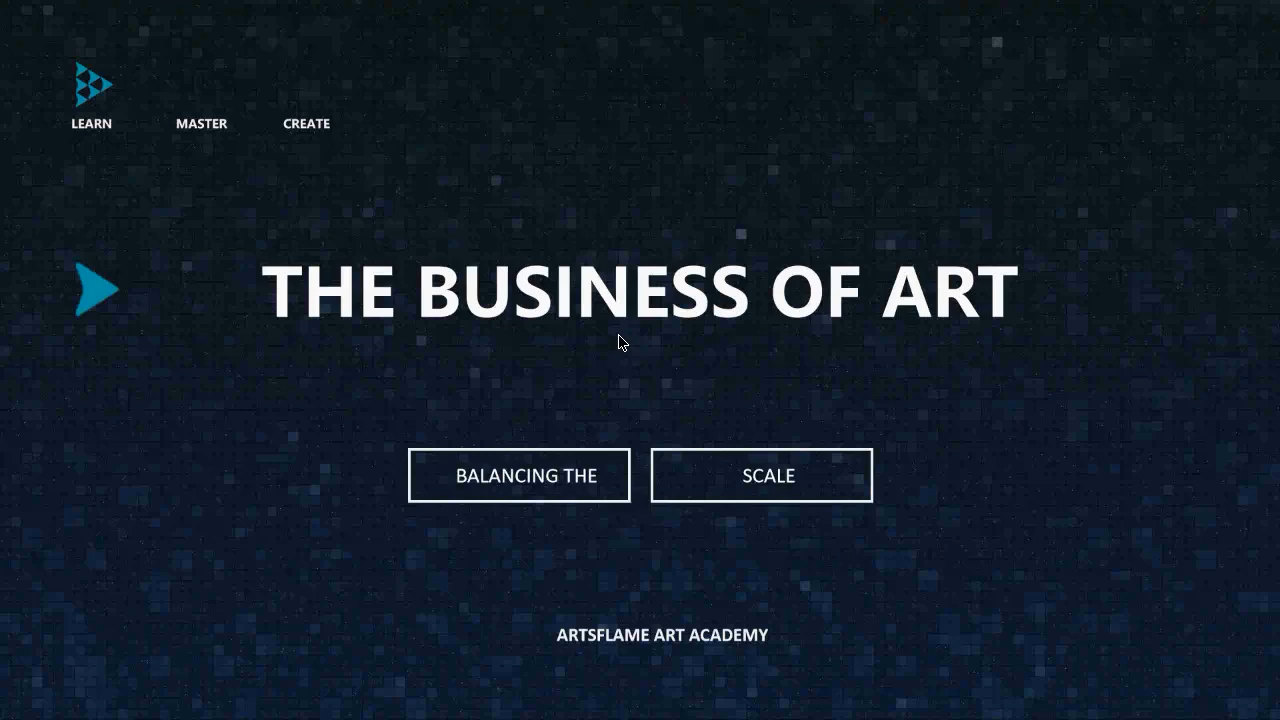 LEARN MASTER CREATE
THE BUSINESS OF ART
BALANCING THE SCALE
ARTSFLAME ART ACADEMY